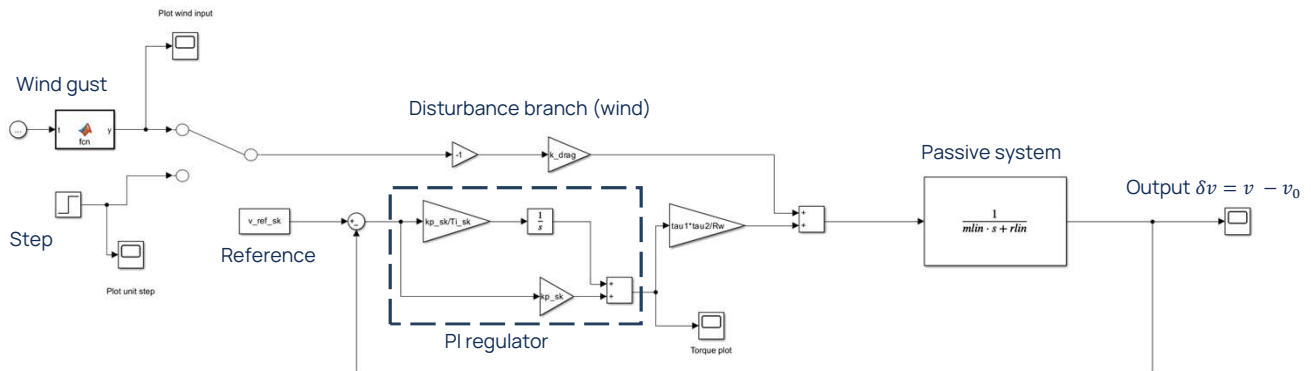 Plot wind input
Wind gust
...
t
fcn
y
Disturbance branch (wind)
-1
k_drag
Passive system
1
mlin · s + rlin
Output δv = v − v₀
Step
Plot unit step
v_ref_sk
Reference
+
−
kp_sk/Ti_sk
1
s
kp_sk
+
+
PI regulator
tau1*tau2/Rw
+
+
Torque plot